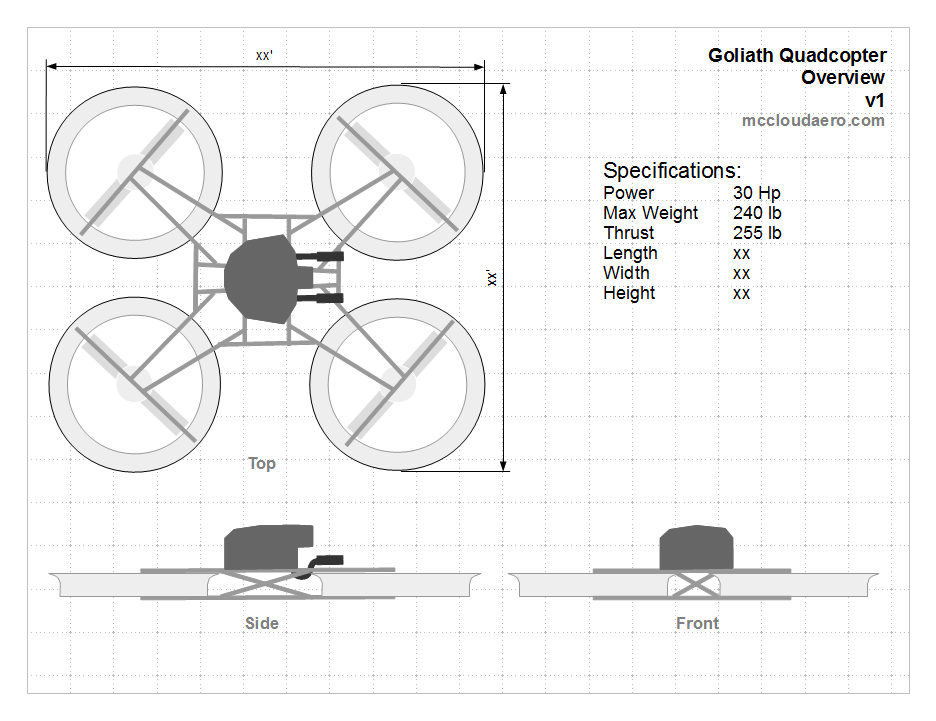 xx'
Goliath Quadcopter
Overview
v1
mccloudaero.com
Specifications:
Power 30 Hp
Max Weight 240 lb
Thrust 255 lb
Length xx
Width xx
Height xx
xx'
Top
Side
Front